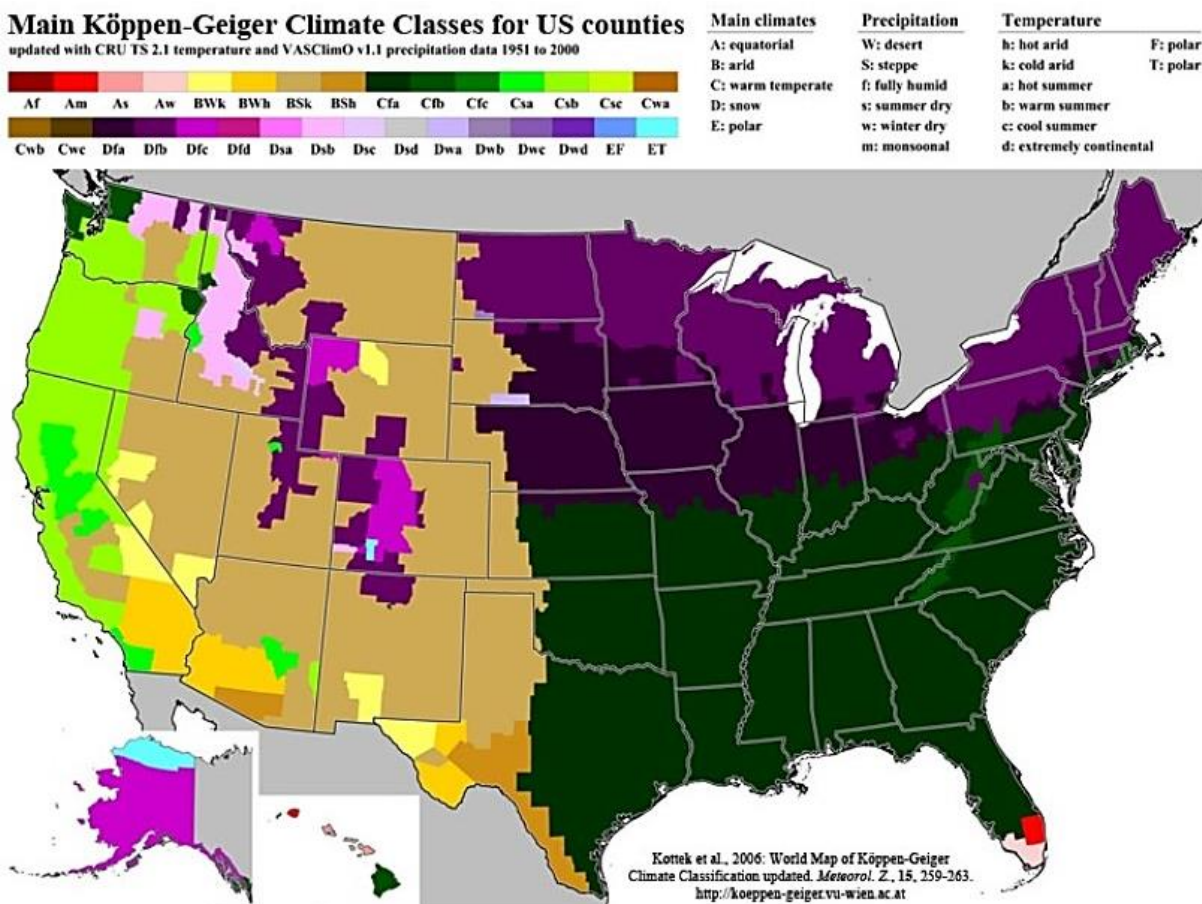 Main Köppen-Geiger Climate Classes for US counties
updated with CRU TS 2.1 temperature and VASClimO v1.1 precipitation data 1951 to 2000
Af Am As Aw BWk BWh BSk BSh Cfa Cfb Cfc Csa Csb Csc Cwa
Cwb Cwc Dfa Dfb Dfc Dfd Dsa Dsb Dsc Dsd Dwa Dwb Dwc Dwd EF ET
Main climates
A: equatorial
B: arid
C: warm temperate
D: snow
E: polar
Precipitation
W: desert
S: steppe
f: fully humid
s: summer dry
w: winter dry
m: monsoonal
Temperature
h: hot arid
k: cold arid
a: hot summer
b: warm summer
c: cool summer
d: extremely continental
F: polar
T: polar
Kottek et al., 2006: World Map of Köppen-Geiger
Climate Classification updated. Meteorol. Z., 15, 259-263.
http://koeppen-geiger.vu-wien.ac.at